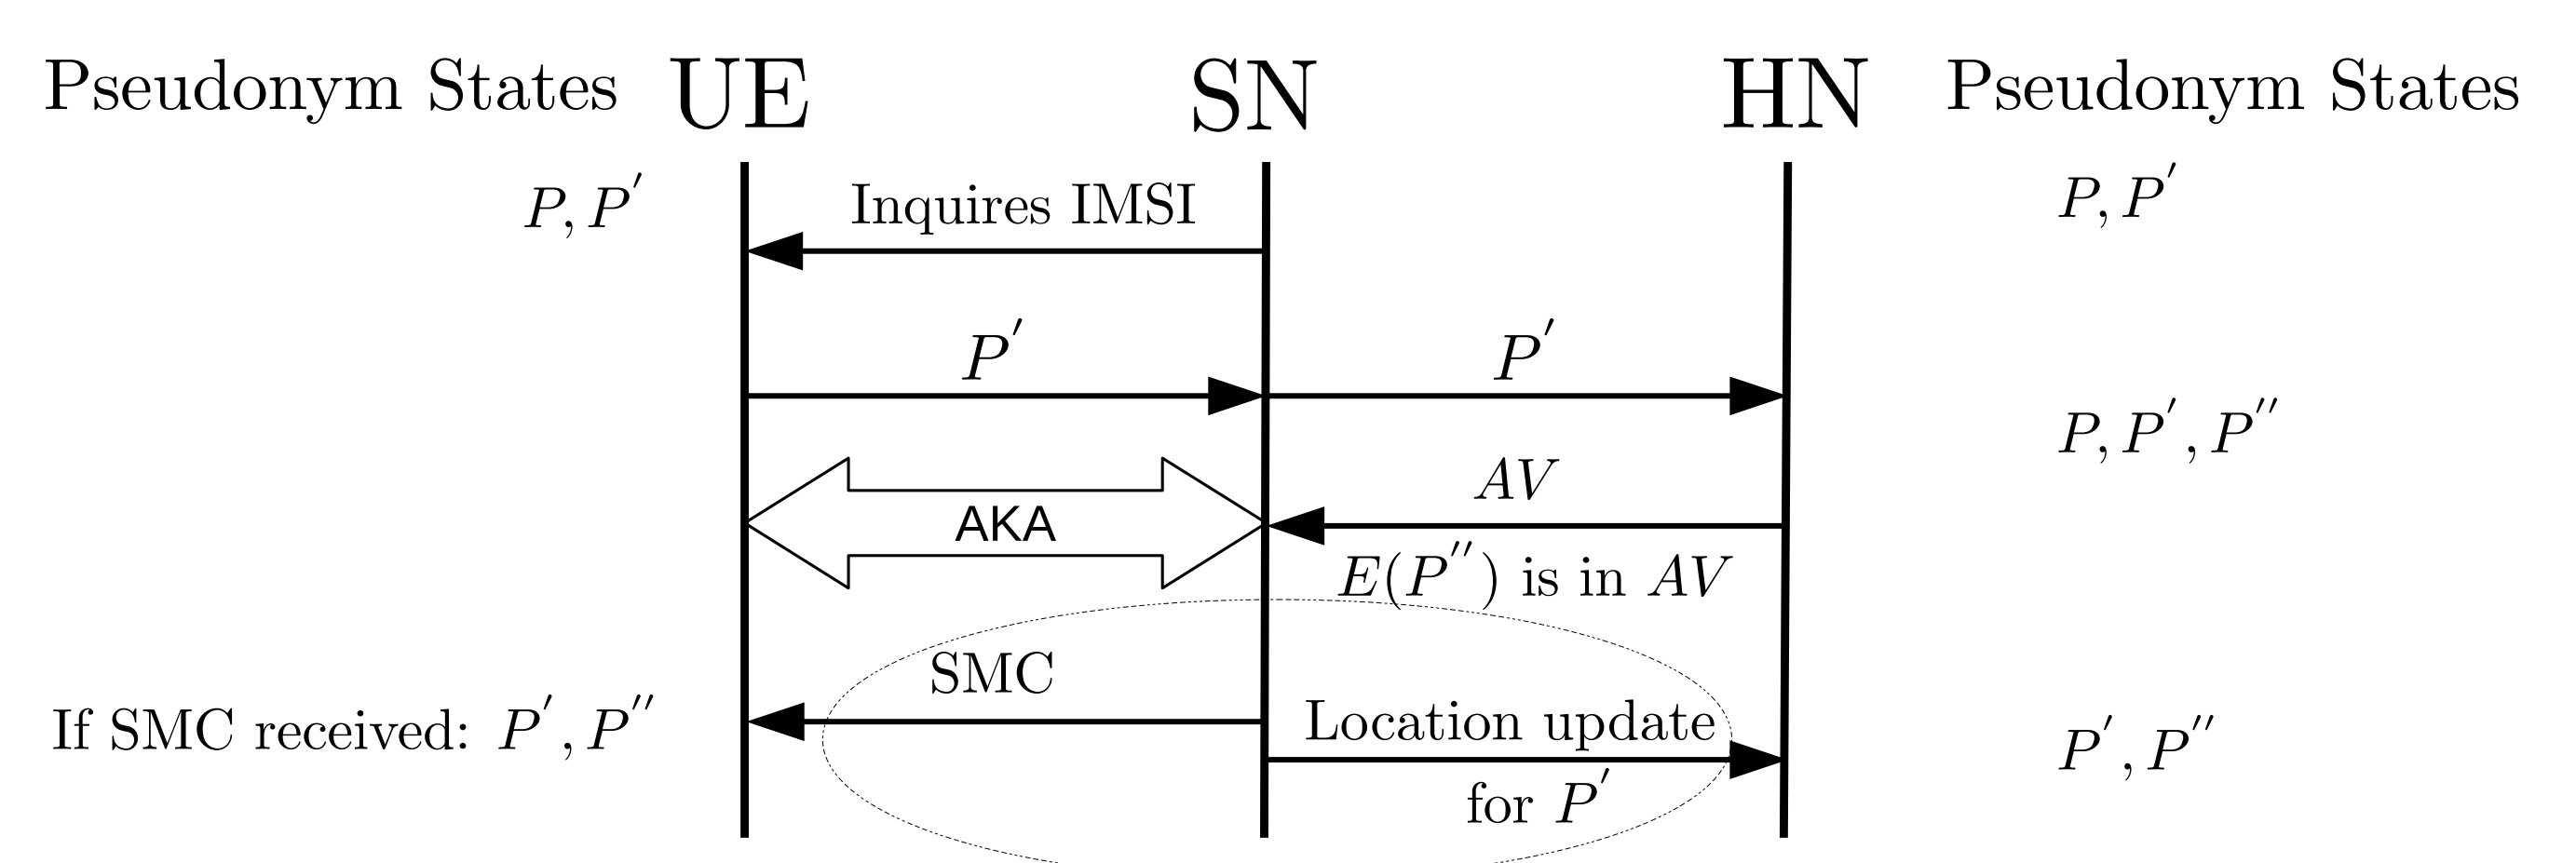 Pseudonym States UE SN HN Pseudonym States
P, P′ Inquires IMSI P, P′
P′ P′
P, P′, P″
AV
AKA
E(P″) is in AV
SMC
If SMC received: P′, P″ Location update P′, P″
for P′